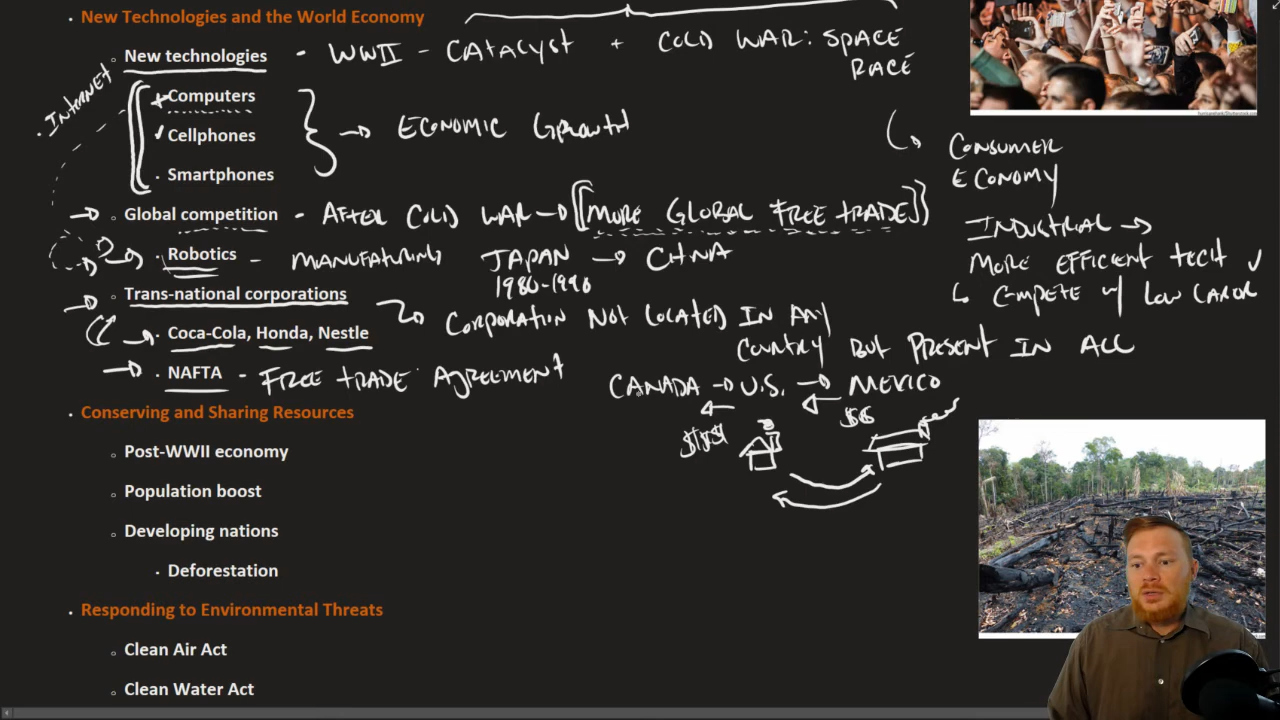 New Technologies and the World Economy
New technologies • WWII - CATALYST + COLD WAR: SPACE RACE
• INTERNET
Computers
Cellphones → ECONOMIC GROWTH
Smartphones
CONSUMER
ECONOMY
Global competition - AFTER COLD WAR → [[MORE GLOBAL FREE TRADE]]
INDUSTRIAL →
Robotics - MANUFATURING JAPAN → CHINA
1980-1990
MORE EFFICIENT TECH ✓
↳ COMPETE w/ LOW LABOR
Trans-national corporations
Coca-Cola, Honda, Nestle
CORPORATION NOT LOCATED IN ANY
COUNTRY BUT PRESENT IN ALL
NAFTA - FREE TRADE AGREEMENT CANADA → U.S. → MEXICO
$$$ $$
Conserving and Sharing Resources
Post-WWII economy
Population boost
Developing nations
Deforestation
Responding to Environmental Threats
Clean Air Act
Clean Water Act